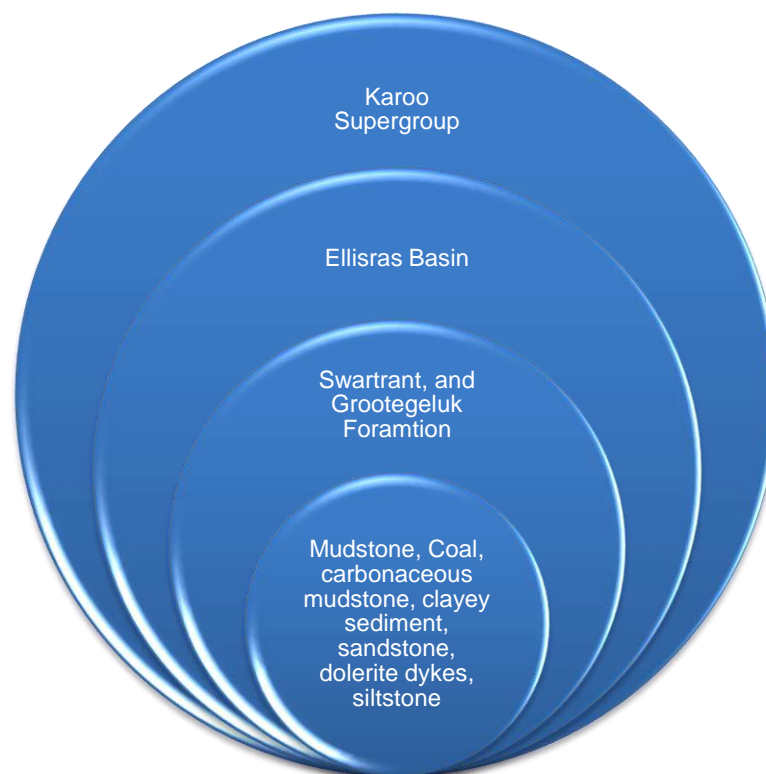 Karoo
Supergroup
Ellisras Basin
Swartrant, and
Grootegeluk
Foramtion
Mudstone, Coal,
carbonaceous
mudstone, clayey
sediment,
sandstone,
dolerite dykes,
siltstone